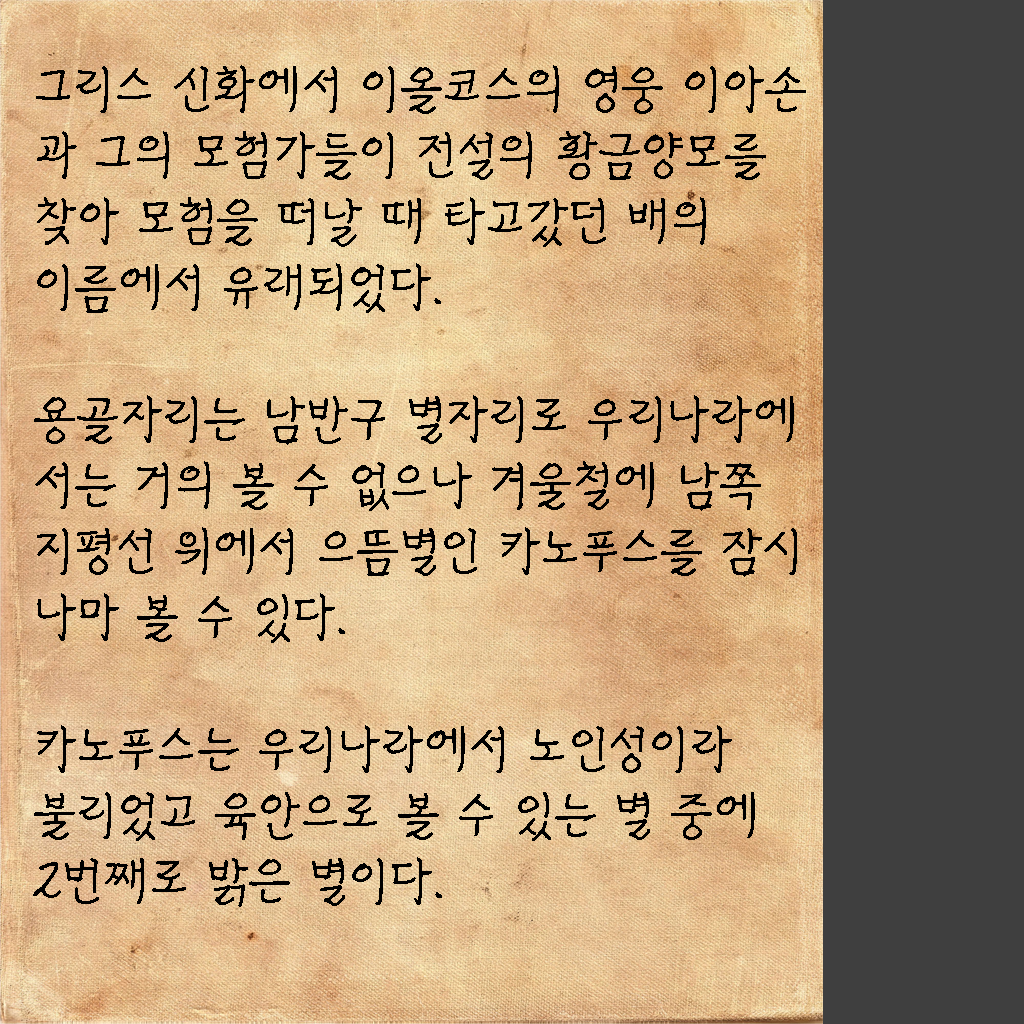 그리스 신화에서 이올코스의 영웅 이아손
과 그의 모험가들이 전설의 황금양모를
찾아 모험을 떠날 때 타고갔던 배의
이름에서 유래되었다.
용골자리는 남반구 별자리로 우리나라에
서는 거의 볼 수 없으나 겨울철에 남쪽
지평선 위에서 으뜸별인 카노푸스를 잠시
나마 볼 수 있다.
카노푸스는 우리나라에서 노인성이라
불리었고 육안으로 볼 수 있는 별 중에
2번째로 밝은 별이다.